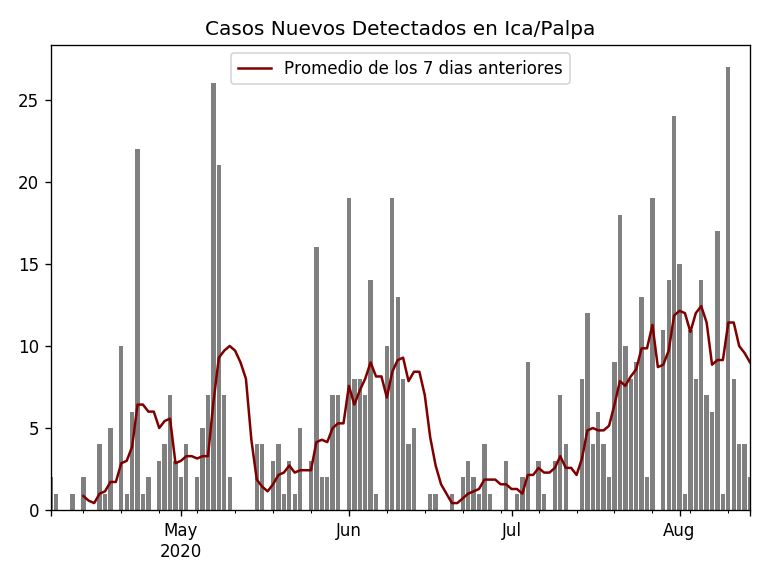 Casos Nuevos Detectados en Ica/Palpa
Promedio de los 7 dias anteriores
25
20
15
10
5
0
May
2020
Jun
Jul
Aug